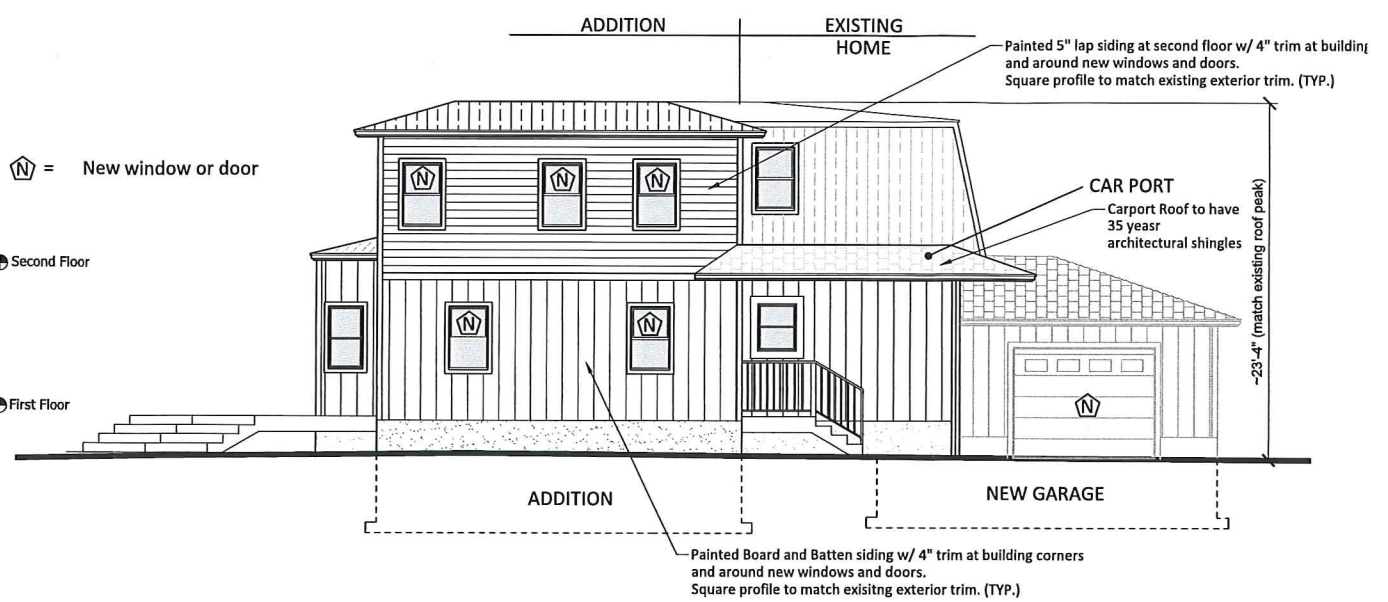 ADDITION
EXISTING
HOME
Painted 5" lap siding at second floor w/ 4" trim at building
and around new windows and doors.
Square profile to match existing exterior trim. (TYP.)
N = New window or door
N
N
N
CAR PORT
Carport Roof to have
35 yeasr
architectural shingles
Second Floor
~23'-4" (match existing roof peak)
N
N
First Floor
N
ADDITION
NEW GARAGE
Painted Board and Batten siding w/ 4" trim at building corners
and around new windows and doors.
Square profile to match exisitng exterior trim. (TYP.)